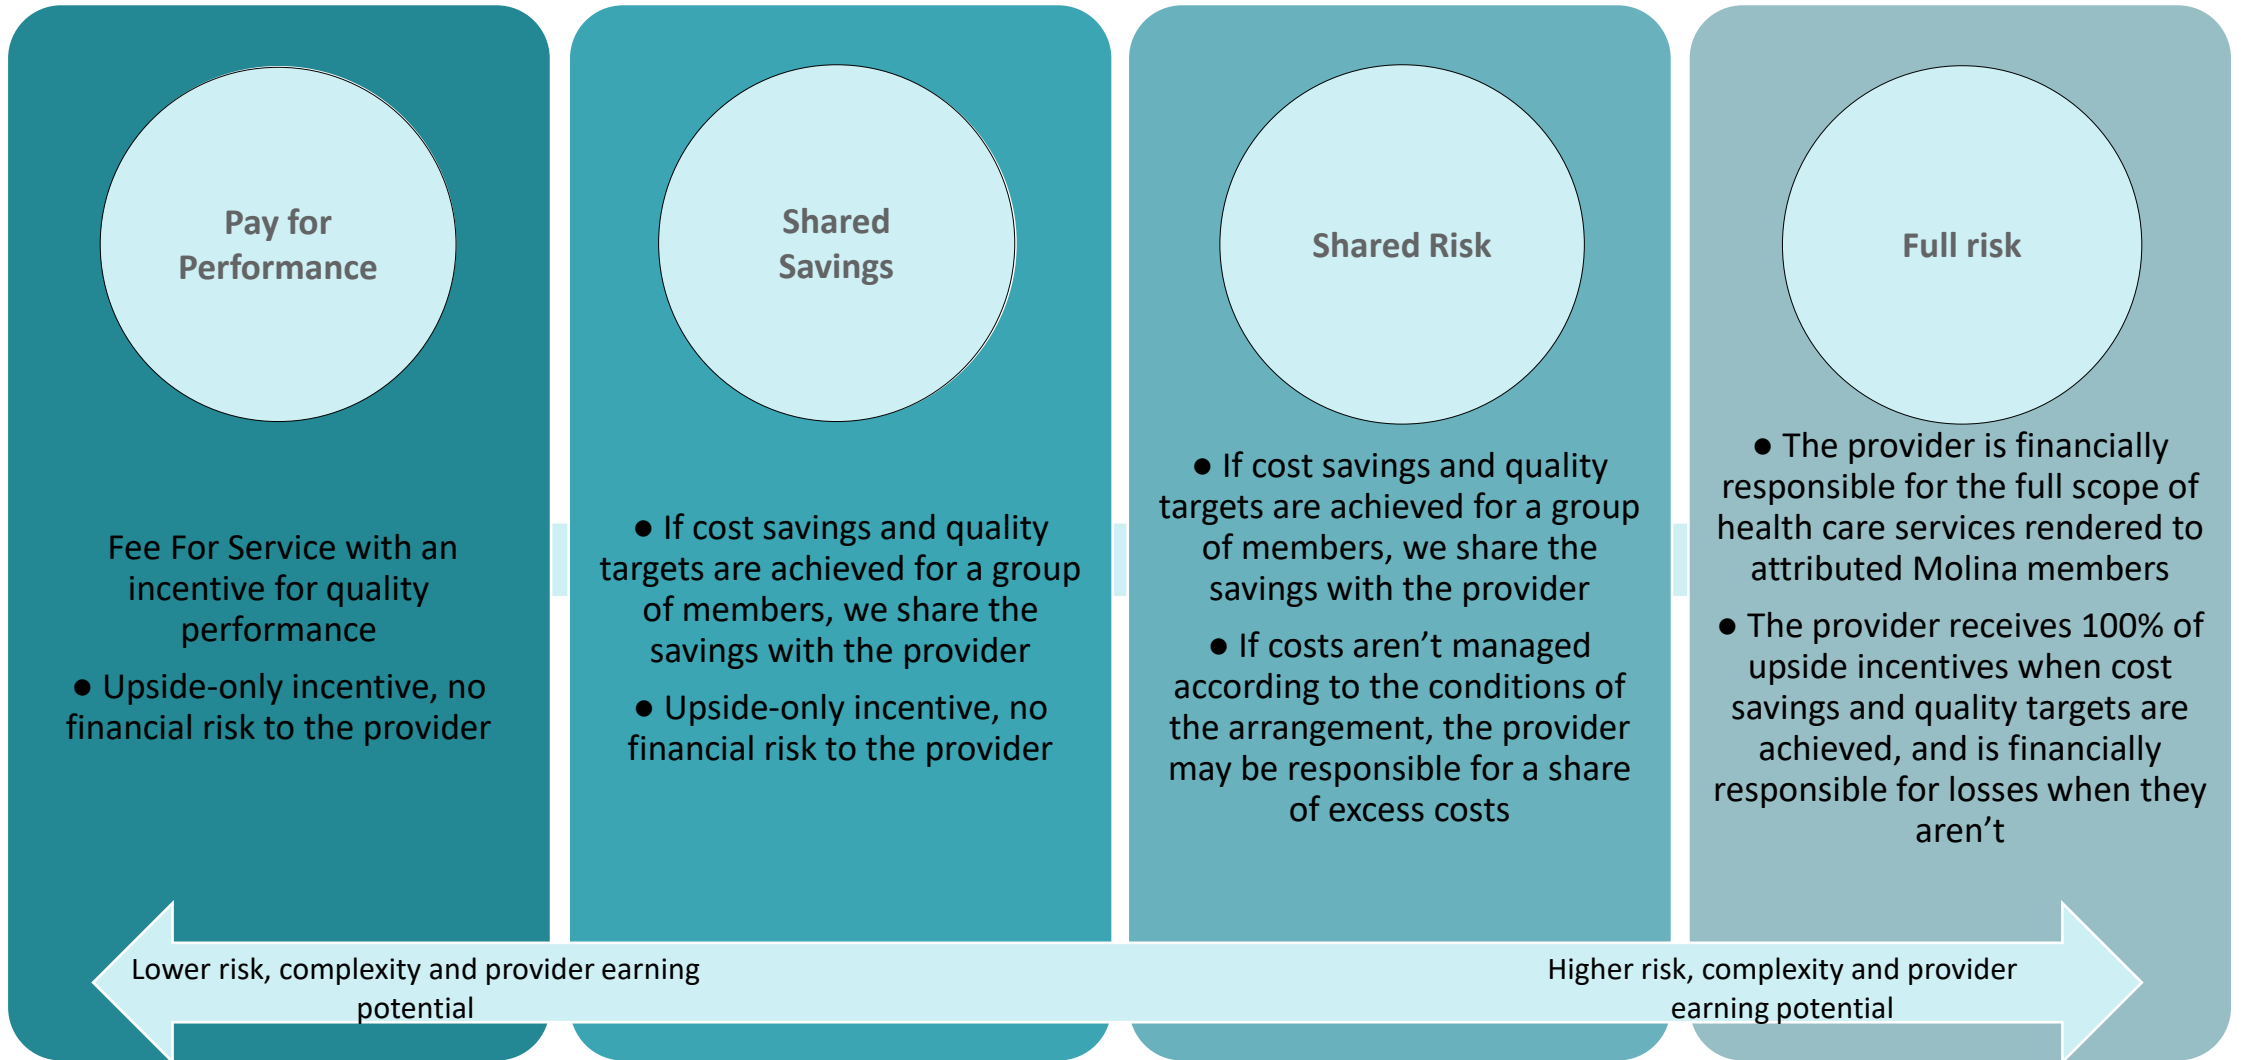 Pay for
Performance
Fee For Service with an
incentive for quality
performance
● Upside-only incentive, no
financial risk to the provider
Shared
Savings
● If cost savings and quality
targets are achieved for a group
of members, we share the
savings with the provider
● Upside-only incentive, no
financial risk to the provider
Shared Risk
● If cost savings and quality
targets are achieved for a group
of members, we share the
savings with the provider
● If costs aren’t managed
according to the conditions of
the arrangement, the provider
may be responsible for a share
of excess costs
Full risk
● The provider is financially
responsible for the full scope of
health care services rendered to
attributed Molina members
● The provider receives 100% of
upside incentives when cost
savings and quality targets are
achieved, and is financially
responsible for losses when they
aren’t
Lower risk, complexity and provider earning
potential
Higher risk, complexity and provider
earning potential